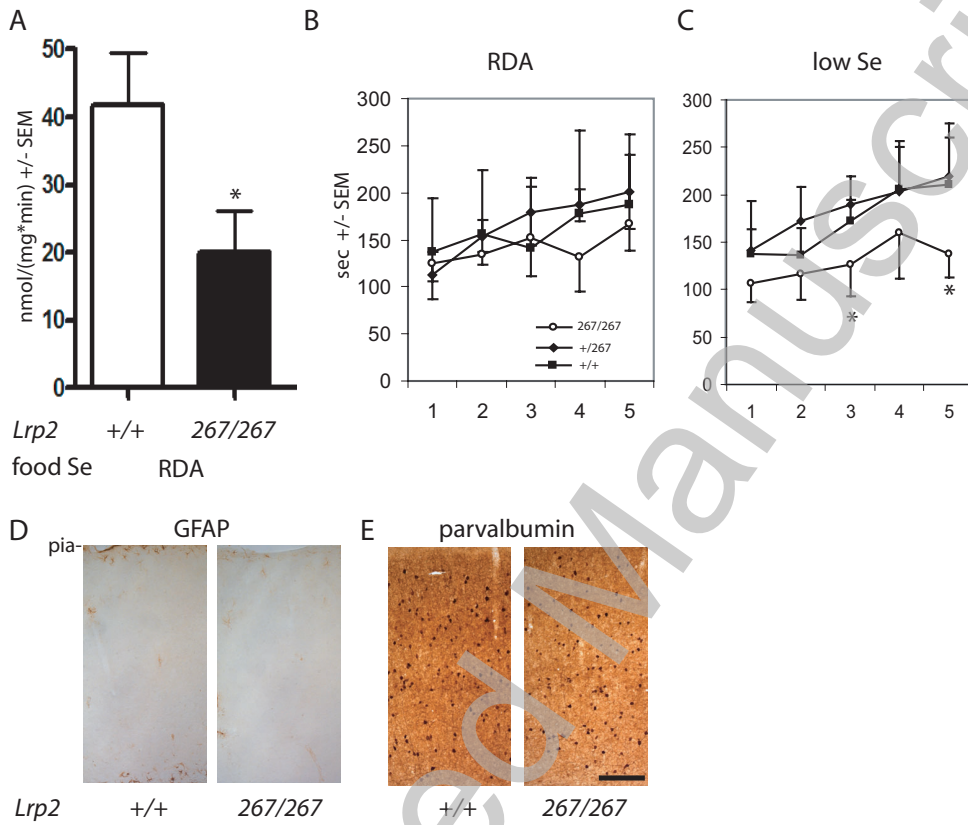 A
50
40
30
20
10
0
nmol/(mg*min) +/- SEM
*
Lrp2 +/+ 267/267
food Se RDA
B
RDA
300
250
200
150
100
50
0
sec +/- SEM
267/267
+/267
+/+
1 2 3 4 5
C
low Se
300
250
200
150
100
50
0
*
*
1 2 3 4 5
D
GFAP
pia-
Lrp2 +/+ 267/267
E
parvalbumin
+/+ 267/267
ed Manuscri